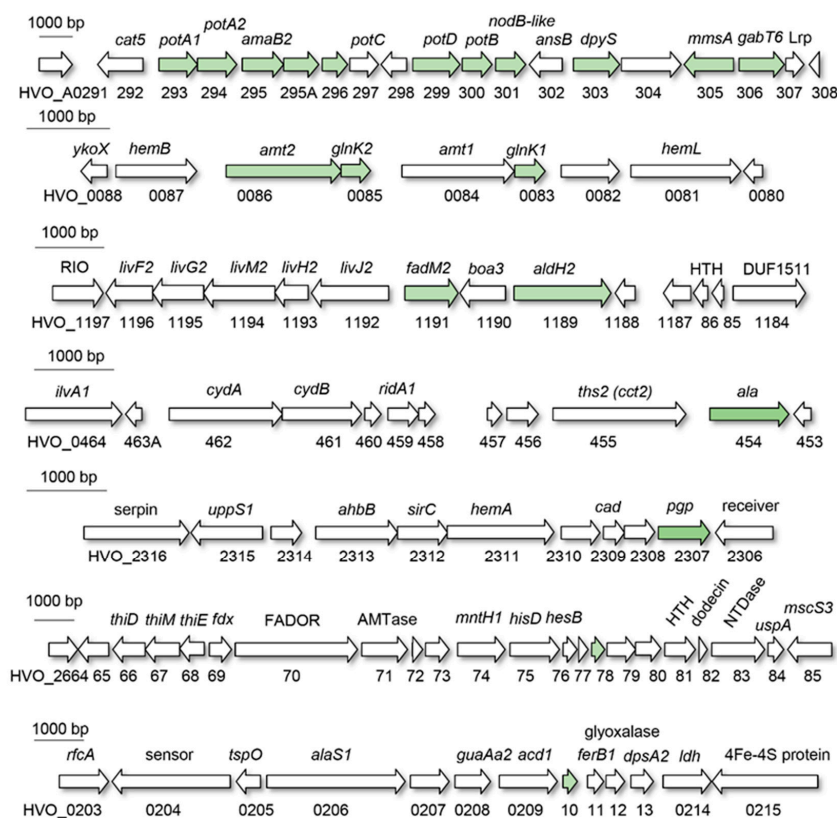 1000 bp
cat5 potA1 potA2 amaB2 potC potD potB nodB-like ansB dpyS mmsA gabT6 Lrp
HVO_A0291 292 293 294 295 295A 296 297 298 299 300 301 302 303 304 305 306 307 308
1000 bp
ykoX hemB amt2 glnK2 amt1 glnK1 hemL
HVO_0088 0087 0086 0085 0084 0083 0082 0081 0080
1000 bp
RIO livF2 livG2 livM2 livH2 livJ2 fadM2 boa3 aldH2 HTH DUF1511
HVO_1197 1196 1195 1194 1193 1192 1191 1190 1189 1188 1187 86 85 1184
1000 bp
ilvA1 cydA cydB ridA1 ths2 (cct2) ala
HVO_0464 463A 462 461 460 459 458 457 456 455 454 453
1000 bp
serpin uppS1 ahbB sirC hemA cad pgp receiver
HVO_2316 2315 2314 2313 2312 2311 2310 2309 2308 2307 2306
1000 bp
thiD thiM thiE fdx FADOR AMTase mntH1 hisD hesB HTH dodecin NTDase uspA mscS3
HVO_2664 65 66 67 68 69 70 71 72 73 74 75 76 77 78 79 80 81 82 83 84 85
1000 bp
glyoxalase
rfcA sensor tspO alaS1 guaAa2 acd1 ferB1 dpsA2 ldh 4Fe-4S protein
HVO_0203 0204 0205 0206 0207 0208 0209 10 11 12 13 0214 0215